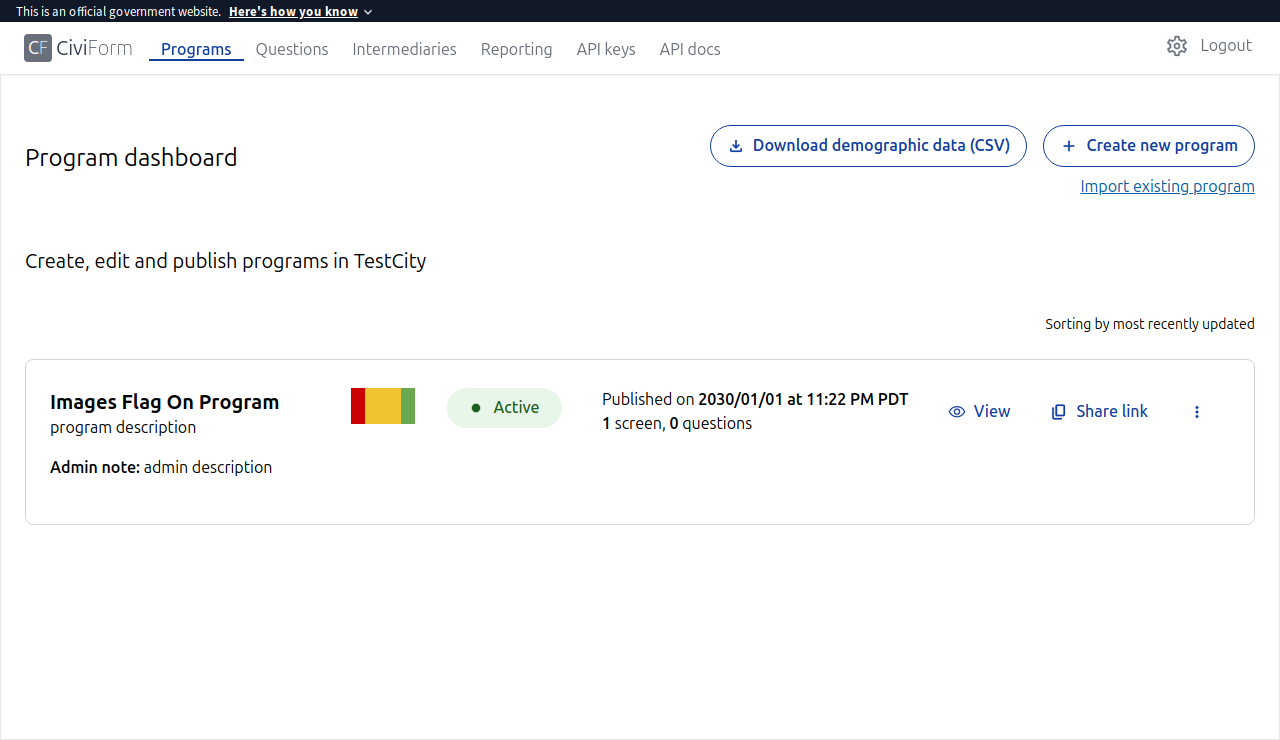 This is an official government website. Here's how you know
CF CiviForm Programs Questions Intermediaries Reporting API keys API docs Logout
Program dashboard
Download demographic data (CSV)
Create new program
Import existing program
Create, edit and publish programs in TestCity
Sorting by most recently updated
Images Flag On Program
program description
Admin note: admin description
Active
Published on 2030/01/01 at 11:22 PM PDT
1 screen, 0 questions
View
Share link